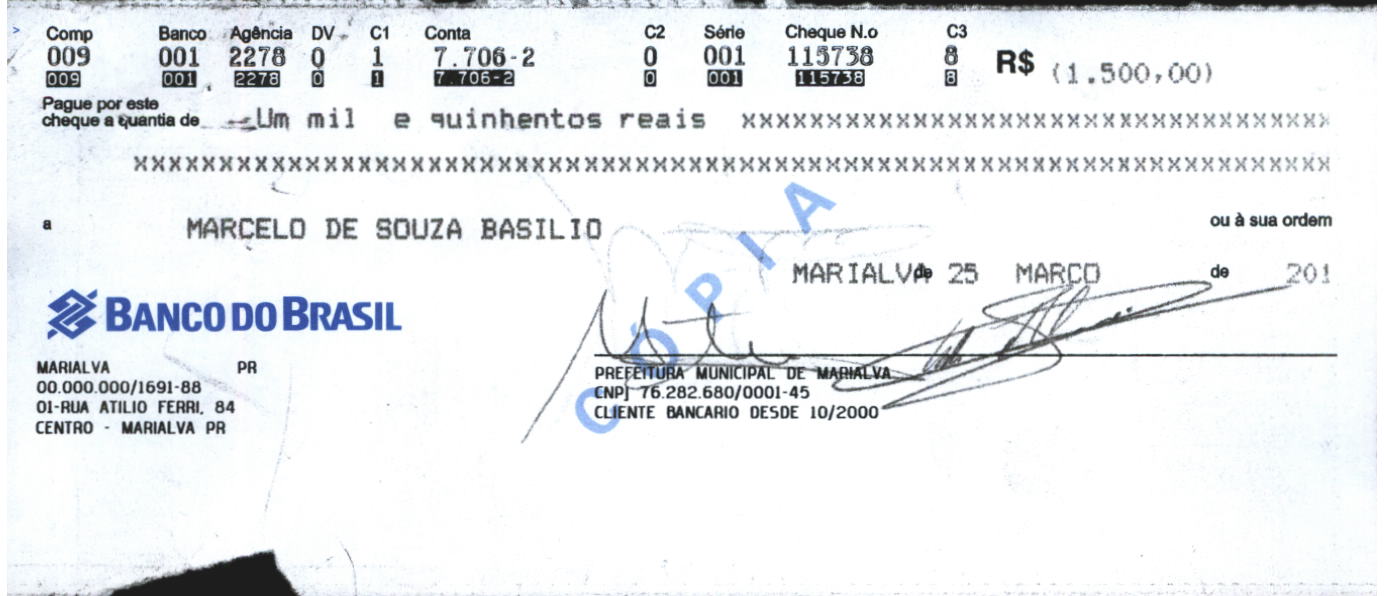 Comp Banco Agência DV C1 Conta C2 Série Cheque N.o C3
009 001 2278 0 1 7.706-2 0 001 115738 8 R$ (1.500,00)
009 001 2278 0 1 7.706-2 0 001 115738 8
Pague por este
cheque a quantia de Um mil e quinhentos reais xxxxxxxxxxxxxxxxxxxxxxxxxxxxxxxxxx
xxxxxxxxxxxxxxxxxxxxxxxxxxxxxxxxxxxxxxxxxxxxxxxxxxxxxxxxxxxxxxxxxxxxx
a MARCELO DE SOUZA BASILIO ou à sua ordem
MARIALVA de 25 MARCO de 201
CÓPIA
BANCO DO BRASIL
MARIALVA PR
00.000.000/1691-88
01-RUA ATILIO FERRI, 84
CENTRO - MARIALVA PR
PREFEITURA MUNICIPAL DE MARIALVA
CNPJ 76.282.680/0001-45
CLIENTE BANCARIO DESDE 10/2000